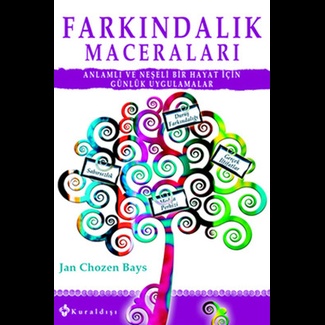 FARKINDALIK
MACERALARI
ANLAMLI VE NEŞELİ BİR HAYAT İÇİN
GÜNLÜK UYGULAMALAR
Duruş
Farkındalığı
Gerçek
İltifatlar
Sabırsızlık
Medya
Perhizi
Jan Chozen Bays
Kuraldışı